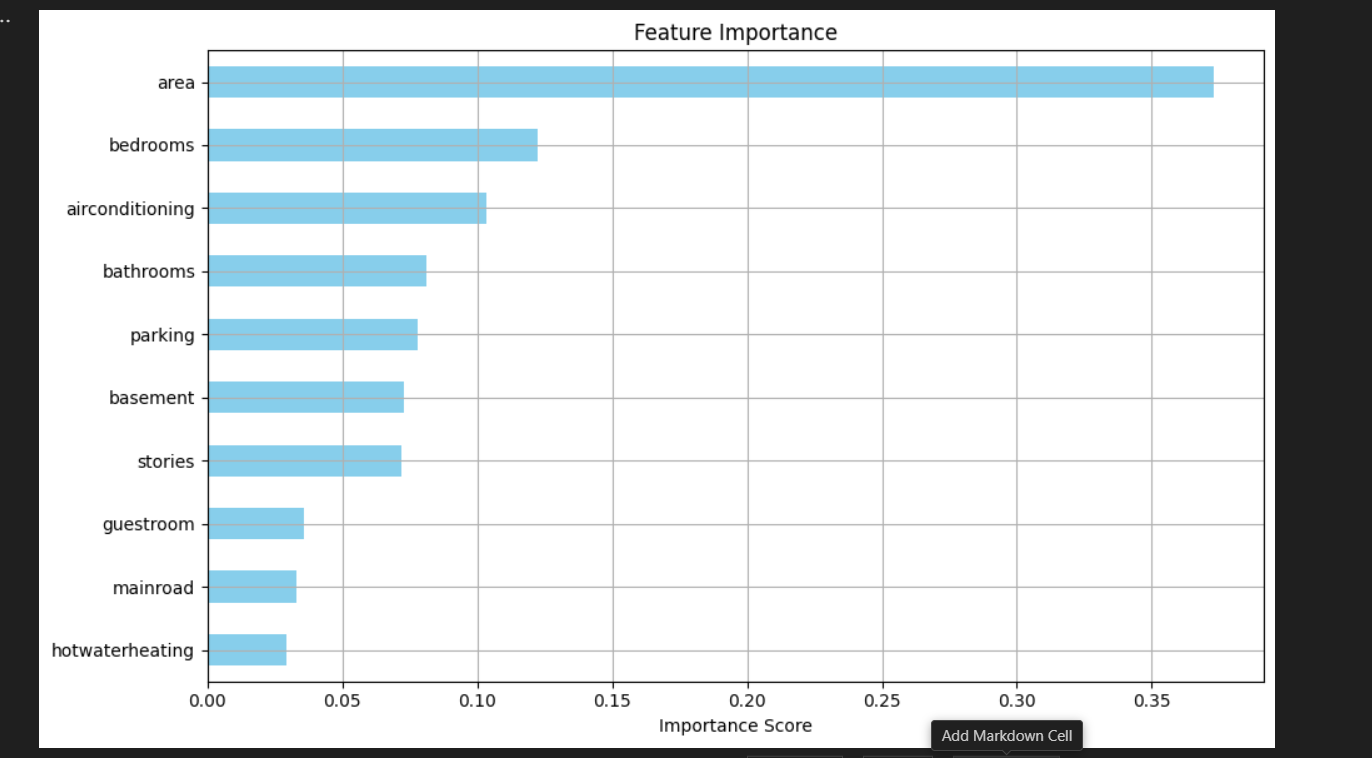 ..
Feature Importance
area
bedrooms
airconditioning
bathrooms
parking
basement
stories
guestroom
mainroad
hotwaterheating
0.00 0.05 0.10 0.15 0.20 0.25 0.30 0.35
Importance Score
Add Markdown Cell